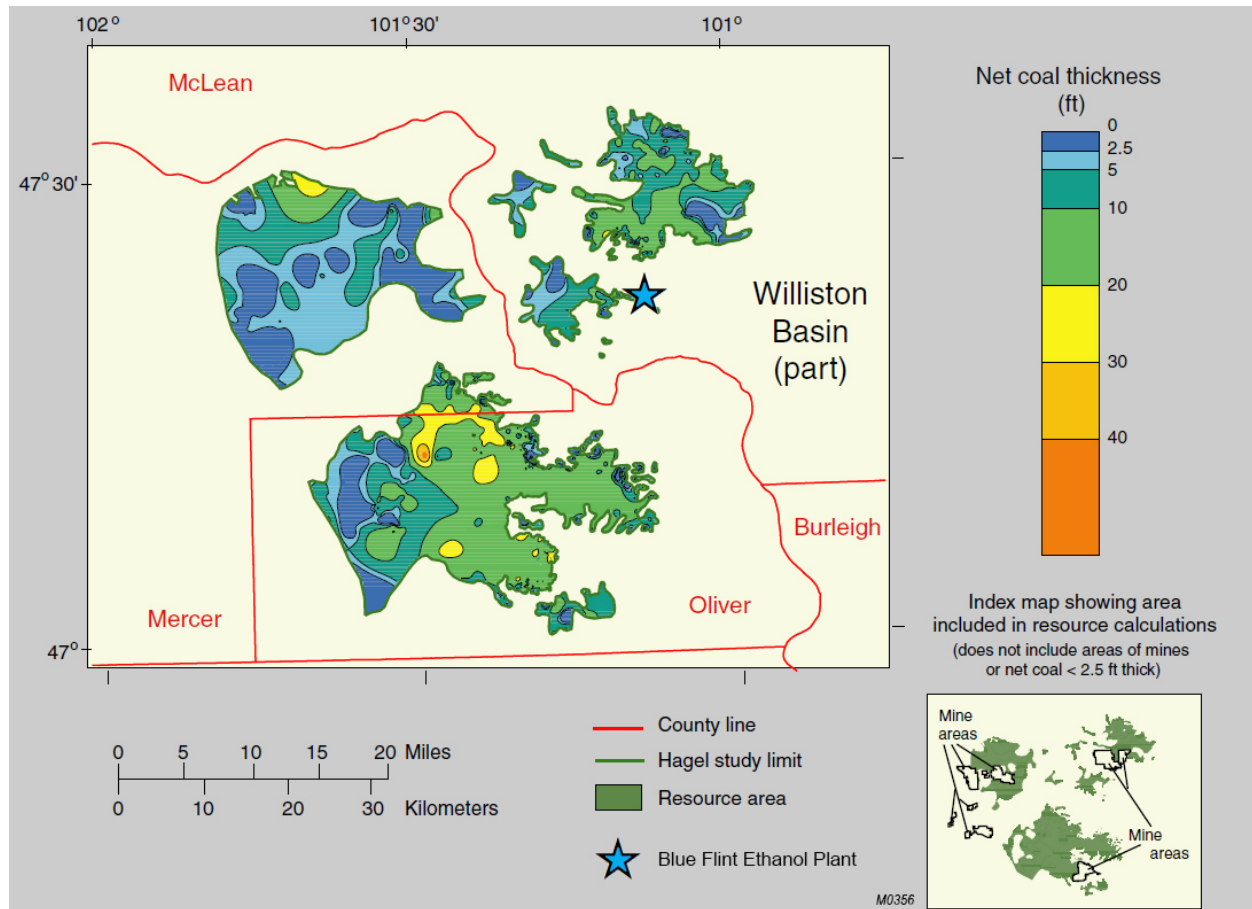 102°
101°30'
101°
McLean
47°30'
Williston
Basin
(part)
Burleigh
Mercer
Oliver
47°
Net coal thickness
(ft)
0
2.5
5
10
20
30
40
Index map showing area
included in resource calculations
(does not include areas of mines
or net coal < 2.5 ft thick)
Mine
areas
Mine
areas
0 5 10 15 20 Miles
0 10 20 30 Kilometers
County line
Hagel study limit
Resource area
Blue Flint Ethanol Plant
M0356